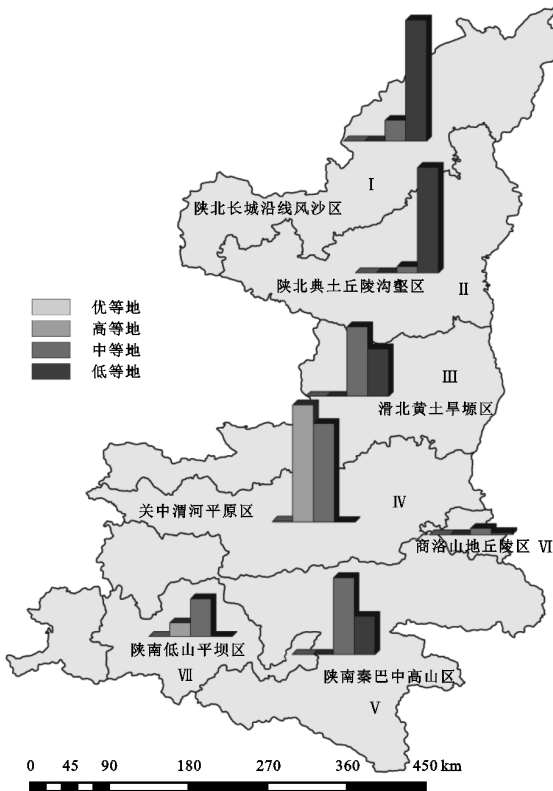 I
陕北长城沿线风沙区
陕北典土丘陵沟壑区
II
优等地
高等地
中等地
低等地
III
滑北黄土旱塬区
关中渭河平原区
IV
商洛山地丘陵区 VI
陕南低山平坝区
VII
陕南秦巴中高山区
V
0 45 90 180 270 360 450 km